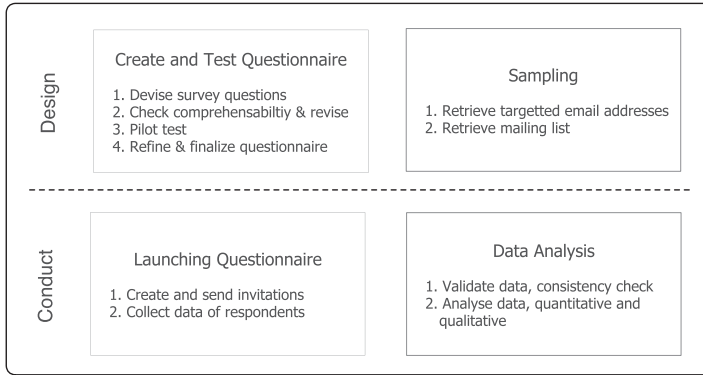 Design
Create and Test Questionnaire
1. Devise survey questions
2. Check comprehensabiltiy & revise
3. Pilot test
4. Refine & finalize questionnaire
Sampling
1. Retrieve targetted email addresses
2. Retrieve mailing list
Conduct
Launching Questionnaire
1. Create and send invitations
2. Collect data of respondents
Data Analysis
1. Validate data, consistency check
2. Analyse data, quantitative and
qualitative